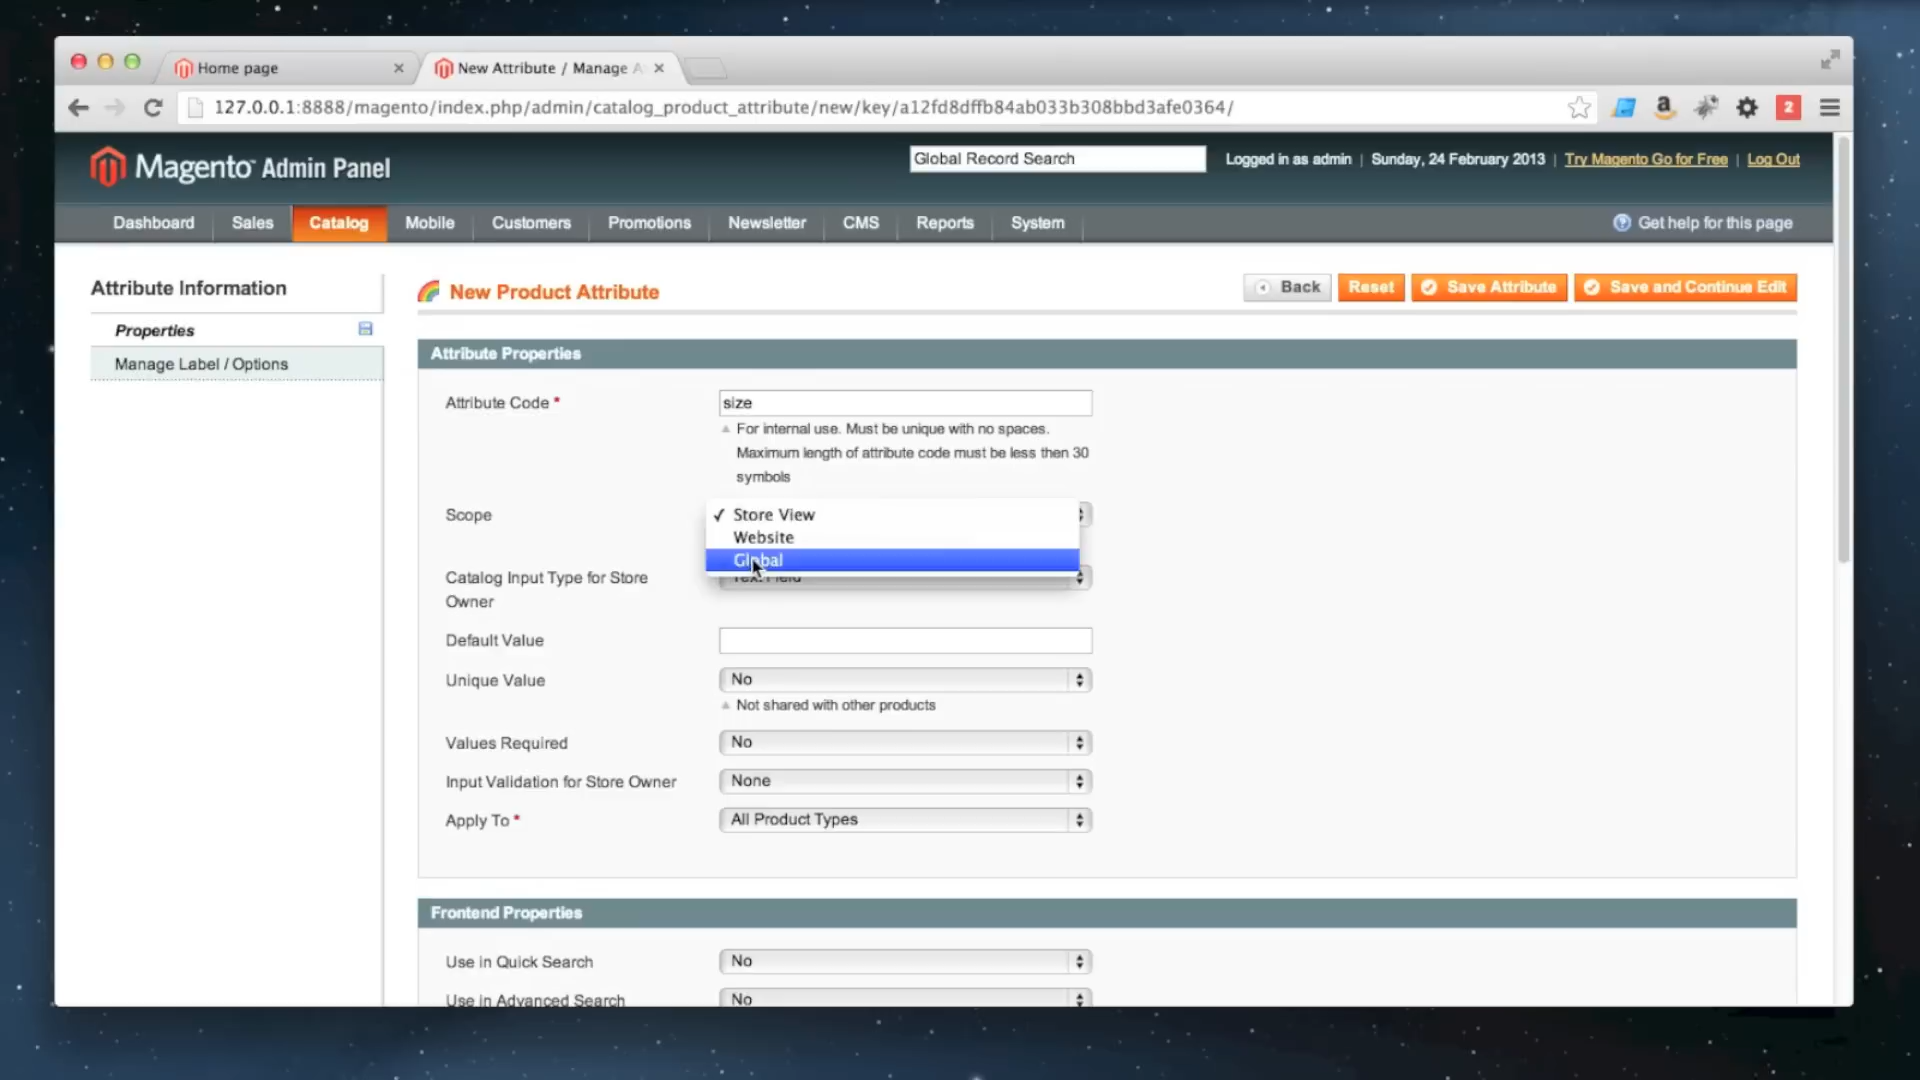 Home page
New Attribute / Manage A
127.0.0.1:8888/magento/index.php/admin/catalog_product_attribute/new/key/a12fd8dffb84ab033b308bbd3afe0364/
a
2
Magento Admin Panel
Global Record Search
Logged in as admin | Sunday, 24 February 2013 | Try Magento Go for Free | Log Out
Dashboard Sales Catalog Mobile Customers Promotions Newsletter CMS Reports System
Get help for this page
Attribute Information
Properties
Manage Label / Options
New Product Attribute
Back Reset Save Attribute Save and Continue Edit
Attribute Properties
Attribute Code * size
For internal use. Must be unique with no spaces.
Maximum length of attribute code must be less then 30
symbols
Scope
✓ Store View
Website
Global
Catalog Input Type for Store
Owner
Text Field
Default Value
Unique Value No
Not shared with other products
Values Required No
Input Validation for Store Owner None
Apply To * All Product Types
Frontend Properties
Use in Quick Search No
Use in Advanced Search No